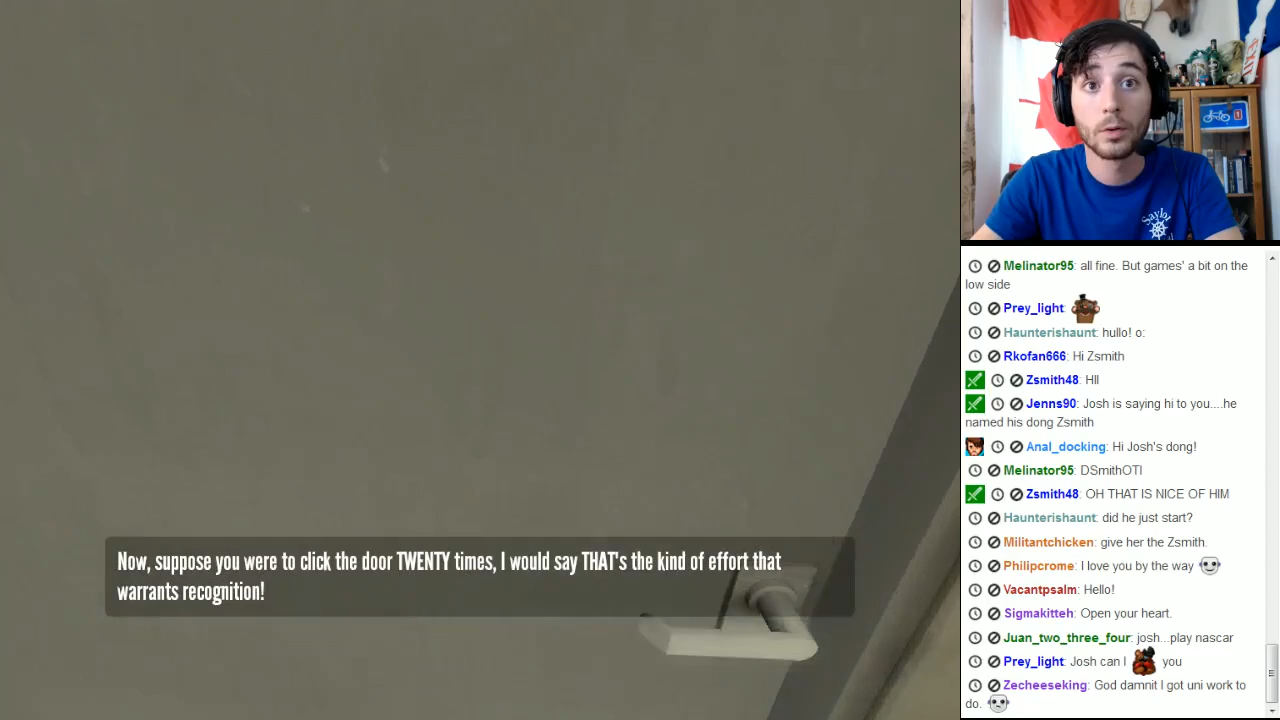 Now, suppose you were to click the door TWENTY times, I would say THAT's the kind of effort that
warrants recognition!
Saylor
Melinator95: all fine. But games' a bit on the
low side
Prey_light:
Haunterishaunt: hullo! o:
Rkofan666: Hi Zsmith
Zsmith48: HII
Jenns90: Josh is saying hi to you....he
named his dong Zsmith
Anal_docking: Hi Josh's dong!
Melinator95: DSmithOTI
Zsmith48: OH THAT IS NICE OF HIM
Haunterishaunt: did he just start?
Militantchicken: give her the Zsmith.
Philipcrome: I love you by the way
Vacantpsalm: Hello!
Sigmakitteh: Open your heart.
Juan_two_three_four: josh...play nascar
Prey_light: Josh can I you
Zecheeseking: God damnit I got uni work to
do.